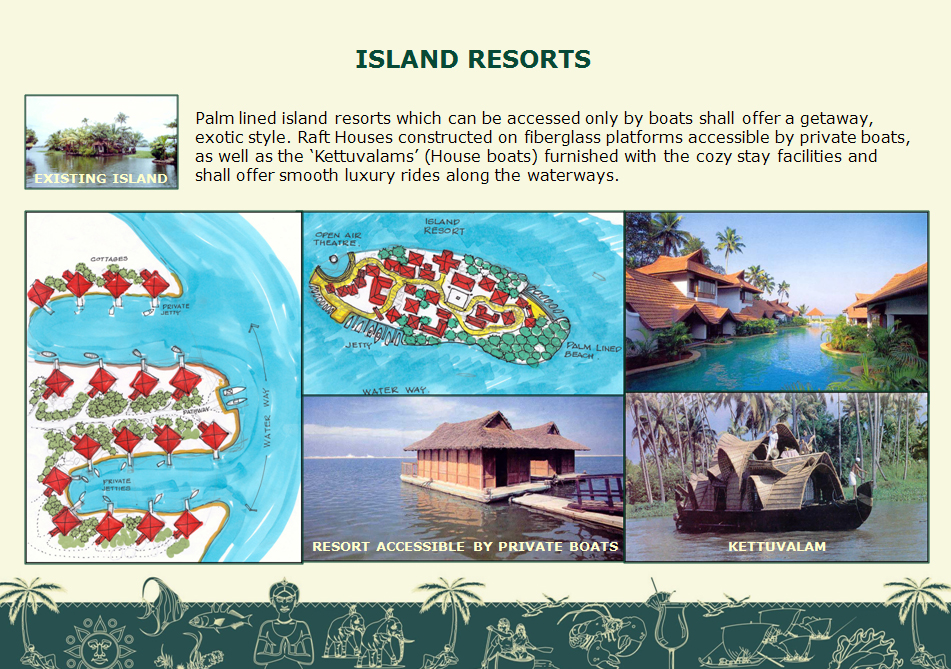 ISLAND RESORTS
EXISTING ISLAND
Palm lined island resorts which can be accessed only by boats shall offer a getaway,
exotic style. Raft Houses constructed on fiberglass platforms accessible by private boats,
as well as the ‘Kettuvalams’ (House boats) furnished with the cozy stay facilities and
shall offer smooth luxury rides along the waterways.
COTTAGES
PRIVATE
JETTY
PATHWAY
WATER WAY
PRIVATE
JETTIES
ISLAND
RESORT
OPEN AIR
THEATRE.
JETTY
PALM LINED
BEACH.
WATER WAY.
RESORT ACCESSIBLE BY PRIVATE BOATS
KETTUVALAM